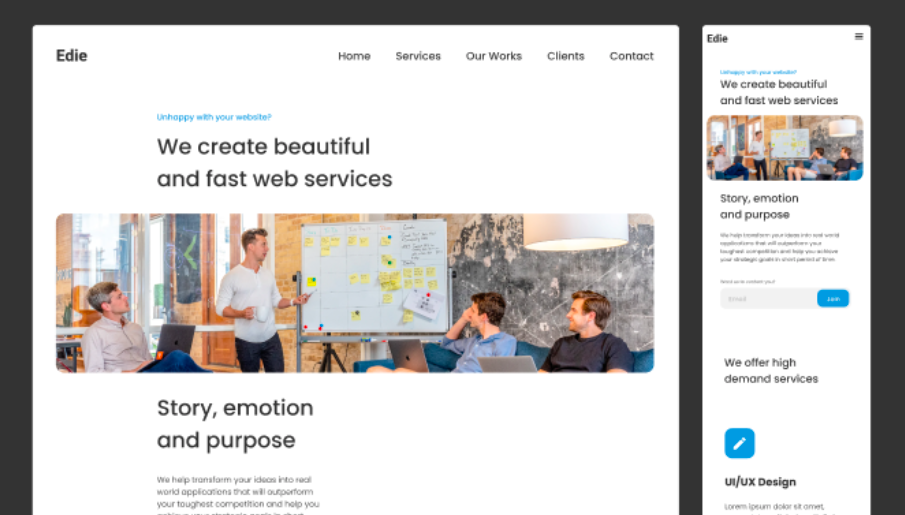 Edie
Home Services Our Works Clients Contact
Unhappy with your website?
We create beautiful
and fast web services
Story, emotion
and purpose
We help transform your ideas into real
world applications that will outperform
your toughest competition and help you
Edie
Unhappy with your website?
We create beautiful
and fast web services
Story, emotion
and purpose
We help transform your ideas into real world
applications that will outperform your
toughest competition and help you achieve
your strategic goals in short period of time.
Need us to contact you?
Email
Join
We offer high
demand services
UI/UX Design
Lorem ipsum dolor sit amet,